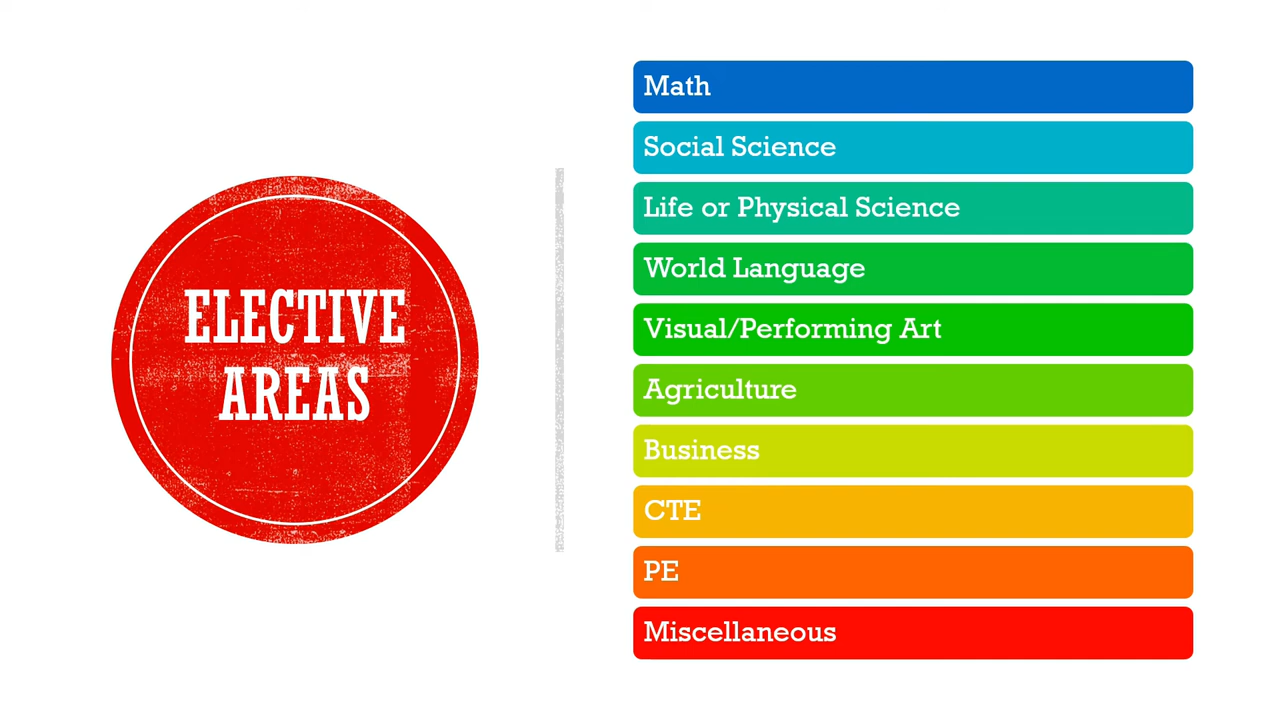 ELECTIVE
AREAS
Math
Social Science
Life or Physical Science
World Language
Visual/Performing Art
Agriculture
Business
CTE
PE
Miscellaneous